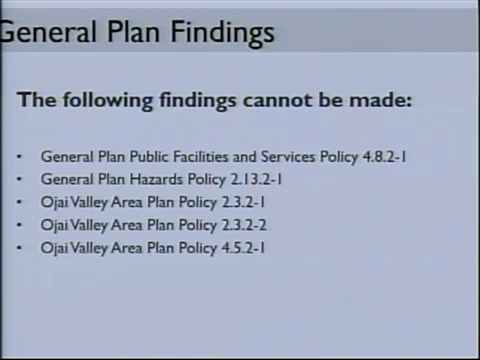 General Plan Findings
The following findings cannot be made:
• General Plan Public Facilities and Services Policy 4.8.2-1
• General Plan Hazards Policy 2.13.2-1
• Ojai Valley Area Plan Policy 2.3.2-1
• Ojai Valley Area Plan Policy 2.3.2-2
• Ojai Valley Area Plan Policy 4.5.2-1